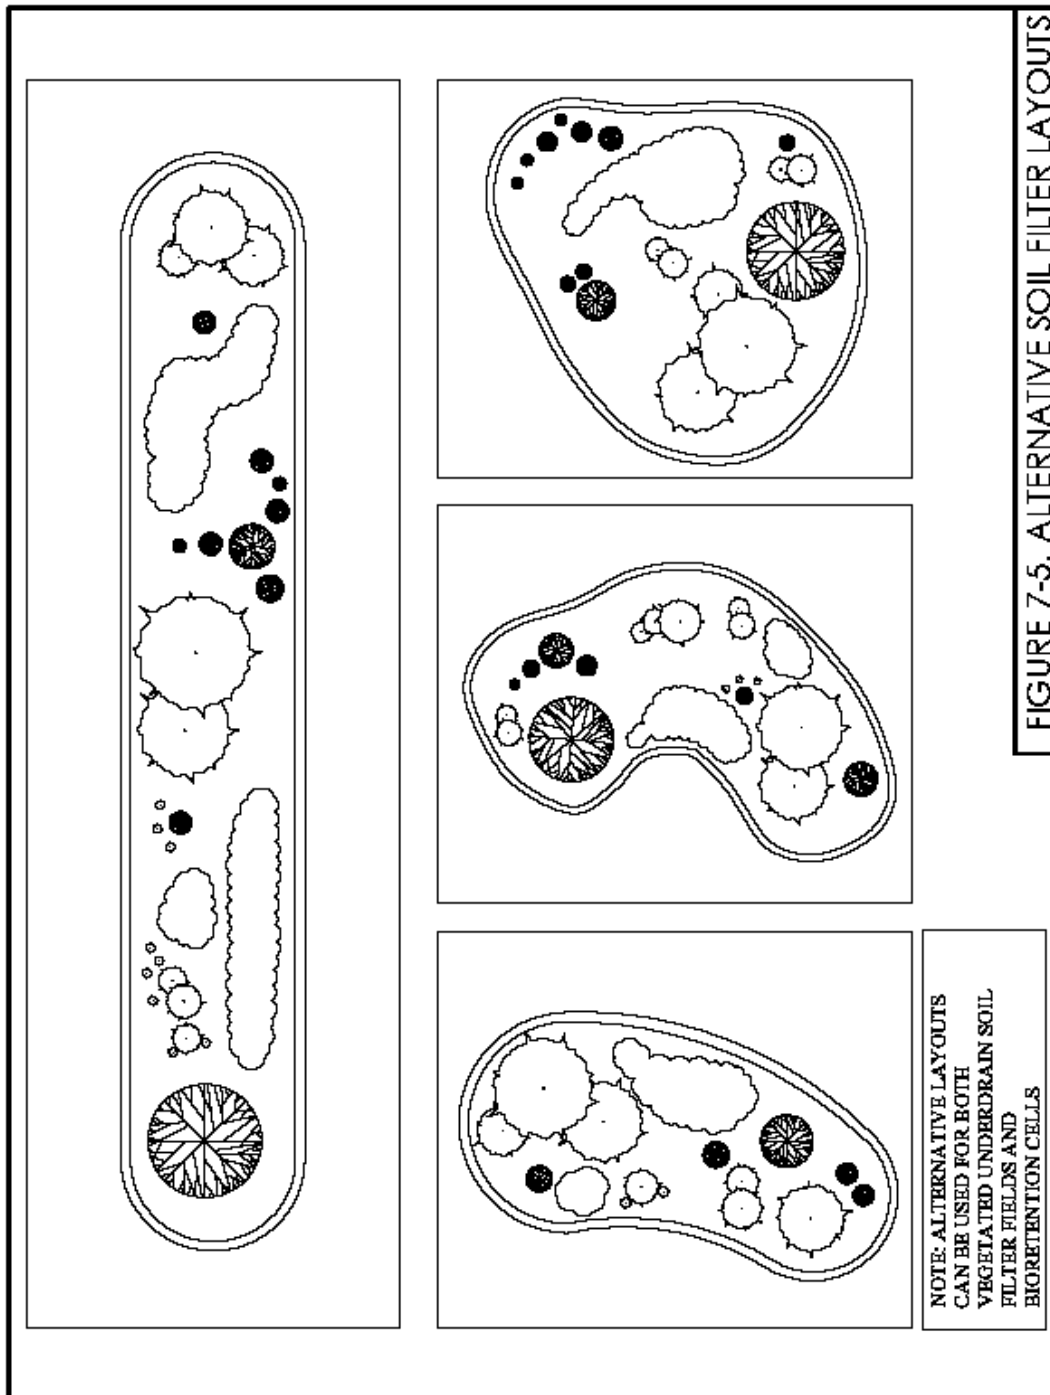 FIGURE 7-5. ALTERNATIVE SOIL FILTER LAYOUTS
NOTE: ALTERNATIVE LAYOUTS
CAN BE USED FOR BOTH
VEGETATED UNDERDRAIN SOIL
FILTER FIELDS AND
BIORETENTION CELLS